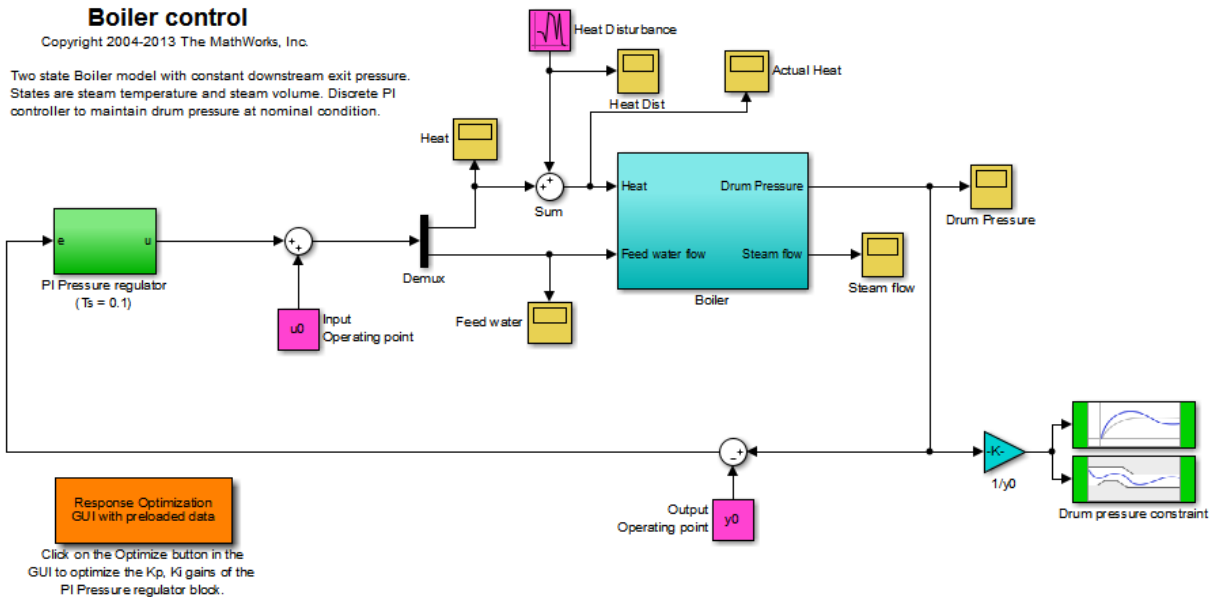 Boiler control
Copyright 2004-2013 The MathWorks, Inc.
Two state Boiler model with constant downstream exit pressure.
States are steam temperature and steam volume. Discrete PI
controller to maintain drum pressure at nominal condition.
Heat Disturbance
Heat Dist
Actual Heat
Heat
++
Sum
Heat
Drum Pressure
Feed water flow
Steam flow
Boiler
Drum Pressure
Steam flow
e
u
PI Pressure regulator
(Ts = 0.1)
++
Demux
u0
Input
Operating point
Feed water
-+
-K-
1/y0
Drum pressure constraint
Output
Operating point
y0
Response Optimization
GUI with preloaded data
Click on the Optimize button in the
GUI to optimize the Kp, Ki gains of the
PI Pressure regulator block.